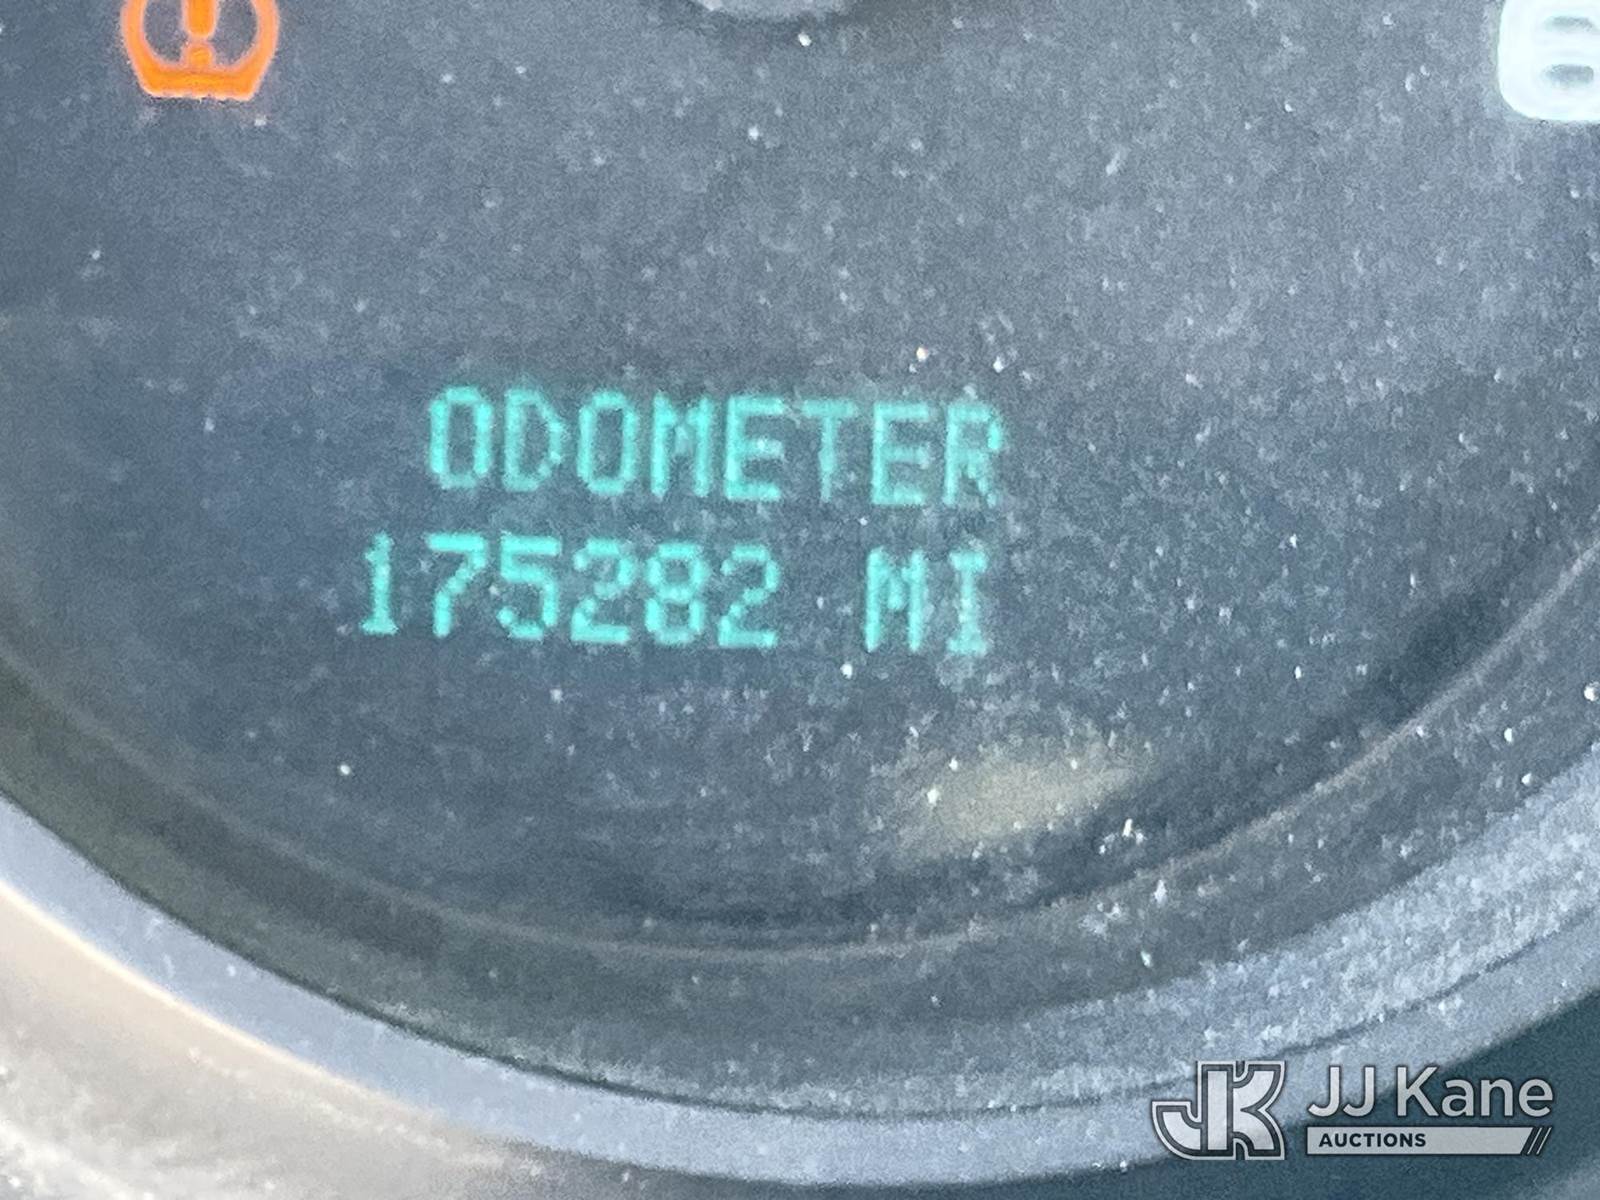 ODOMETER
175282 MI
JJ Kane
AUCTIONS